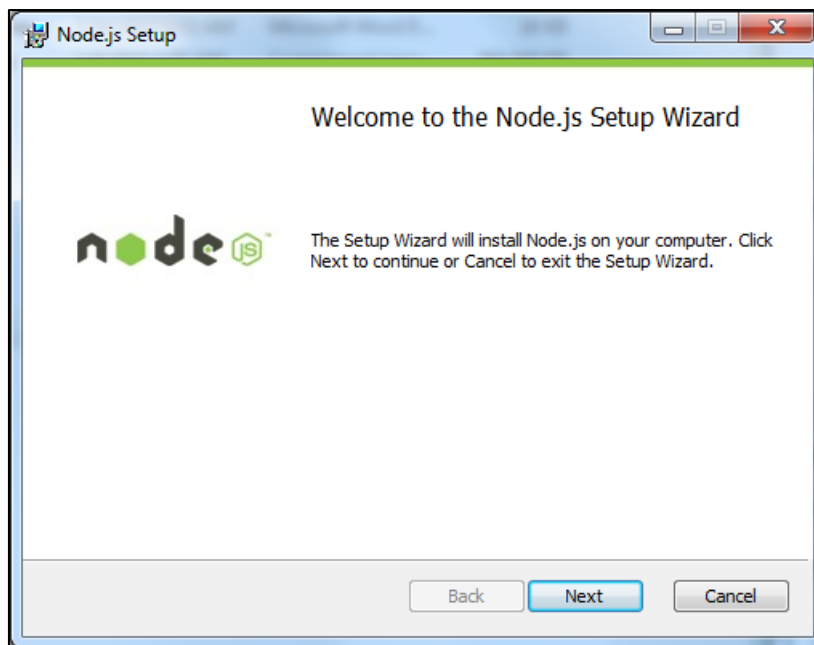 Node.js Setup
Welcome to the Node.js Setup Wizard
node JS™
The Setup Wizard will install Node.js on your computer. Click
Next to continue or Cancel to exit the Setup Wizard.
Back
Next
Cancel